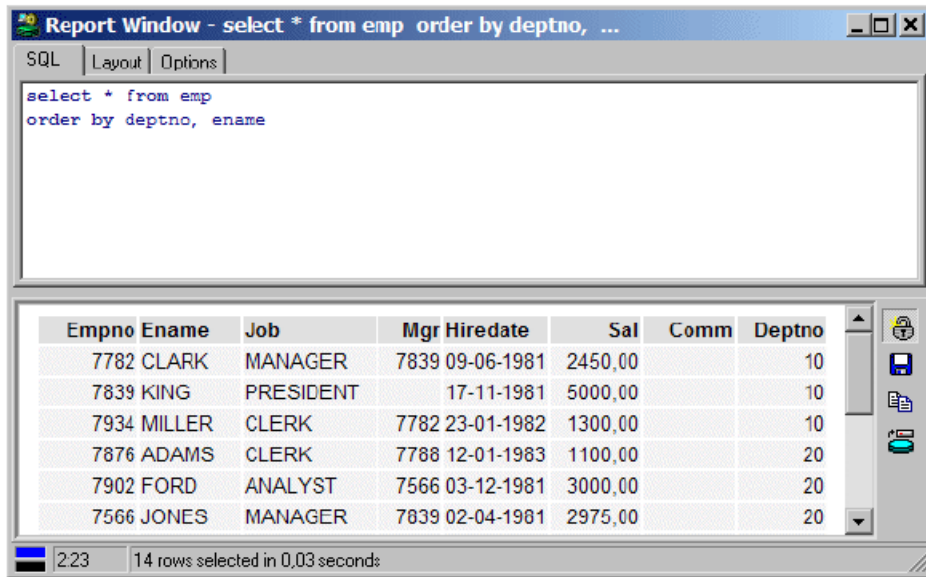 Report Window - select * from emp order by deptno, ...
SQL Layout Options
select * from emp
order by deptno, ename
Empno Ename Job Mgr Hiredate Sal Comm Deptno
7782 CLARK MANAGER 7839 09-06-1981 2450,00 10
7839 KING PRESIDENT 17-11-1981 5000,00 10
7934 MILLER CLERK 7782 23-01-1982 1300,00 10
7876 ADAMS CLERK 7788 12-01-1983 1100,00 20
7902 FORD ANALYST 7566 03-12-1981 3000,00 20
7566 JONES MANAGER 7839 02-04-1981 2975,00 20
2:23 14 rows selected in 0,03 seconds